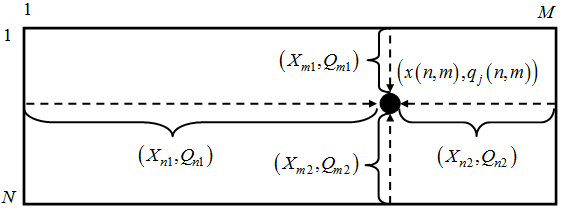 1
M
1
(X_{m1},Q_{m1})
(x(n,m),q_j(n,m))
(X_{n1},Q_{n1})
(X_{m2},Q_{m2})
(X_{n2},Q_{n2})
N